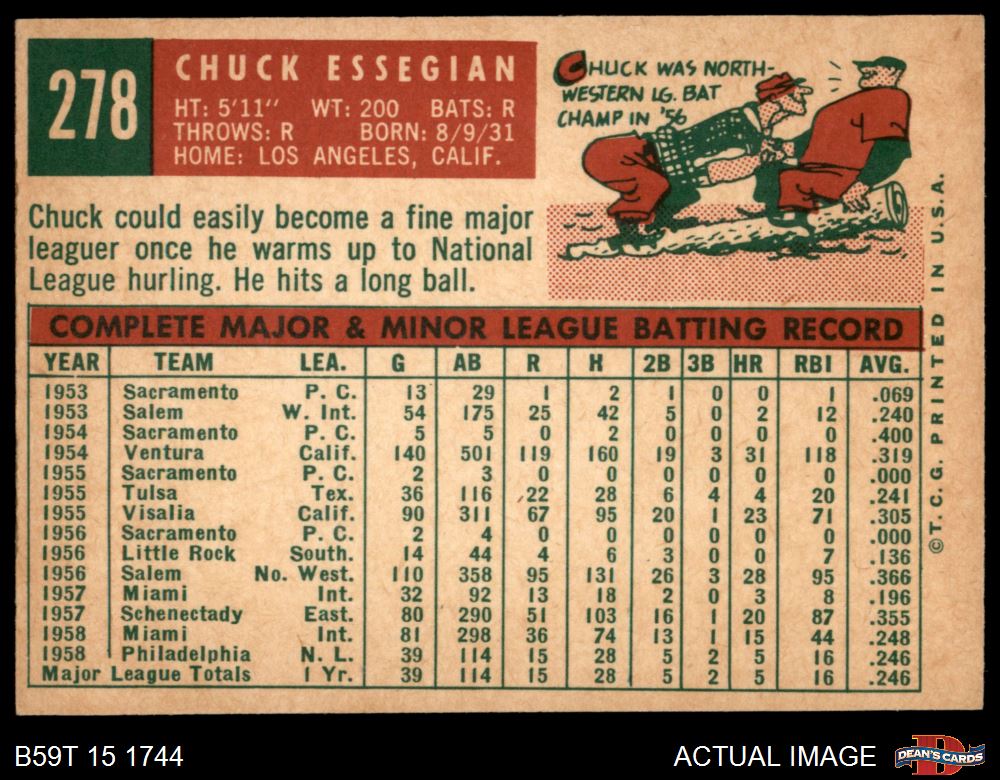 278
CHUCK ESSEGIAN
HT: 5'11" WT: 200 BATS: R
THROWS: R BORN: 8/9/31
HOME: LOS ANGELES, CALIF.
CHUCK WAS NORTH-
WESTERN LG. BAT
CHAMP IN '56
Chuck could easily become a fine major
leaguer once he warms up to National
League hurling. He hits a long ball.
COMPLETE MAJOR & MINOR LEAGUE BATTING RECORD
YEAR TEAM LEA. G AB R H 2B 3B HR RBI AVG.
1953 Sacramento P. C. 13 29 1 2 1 0 0 1 .069
1953 Salem W. Int. 54 175 25 42 5 0 2 12 .240
1954 Sacramento P. C. 5 5 0 2 0 0 0 0 .400
1954 Ventura Calif. 140 501 119 160 19 3 31 118 .319
1955 Sacramento P. C. 2 3 0 0 0 0 0 0 .000
1955 Tulsa Tex. 36 116 22 28 6 4 4 20 .241
1955 Visalia Calif. 90 311 67 95 20 1 23 71 .305
1956 Sacramento P. C. 2 4 0 0 0 0 0 0 .000
1956 Little Rock South. 14 44 4 6 3 0 0 7 .136
1956 Salem No. West. 110 358 95 131 26 3 28 95 .366
1957 Miami Int. 32 92 13 18 2 0 3 8 .196
1957 Schenectady East. 80 290 51 103 16 1 20 87 .355
1958 Miami Int. 81 298 36 74 13 1 15 44 .248
1958 Philadelphia N. L. 39 114 15 28 5 2 5 16 .246
Major League Totals 1 Yr. 39 114 15 28 5 2 5 16 .246
© T. C. G. PRINTED IN U.S.A.
B59T 15 1744
ACTUAL IMAGE
DEAN'S CARDS